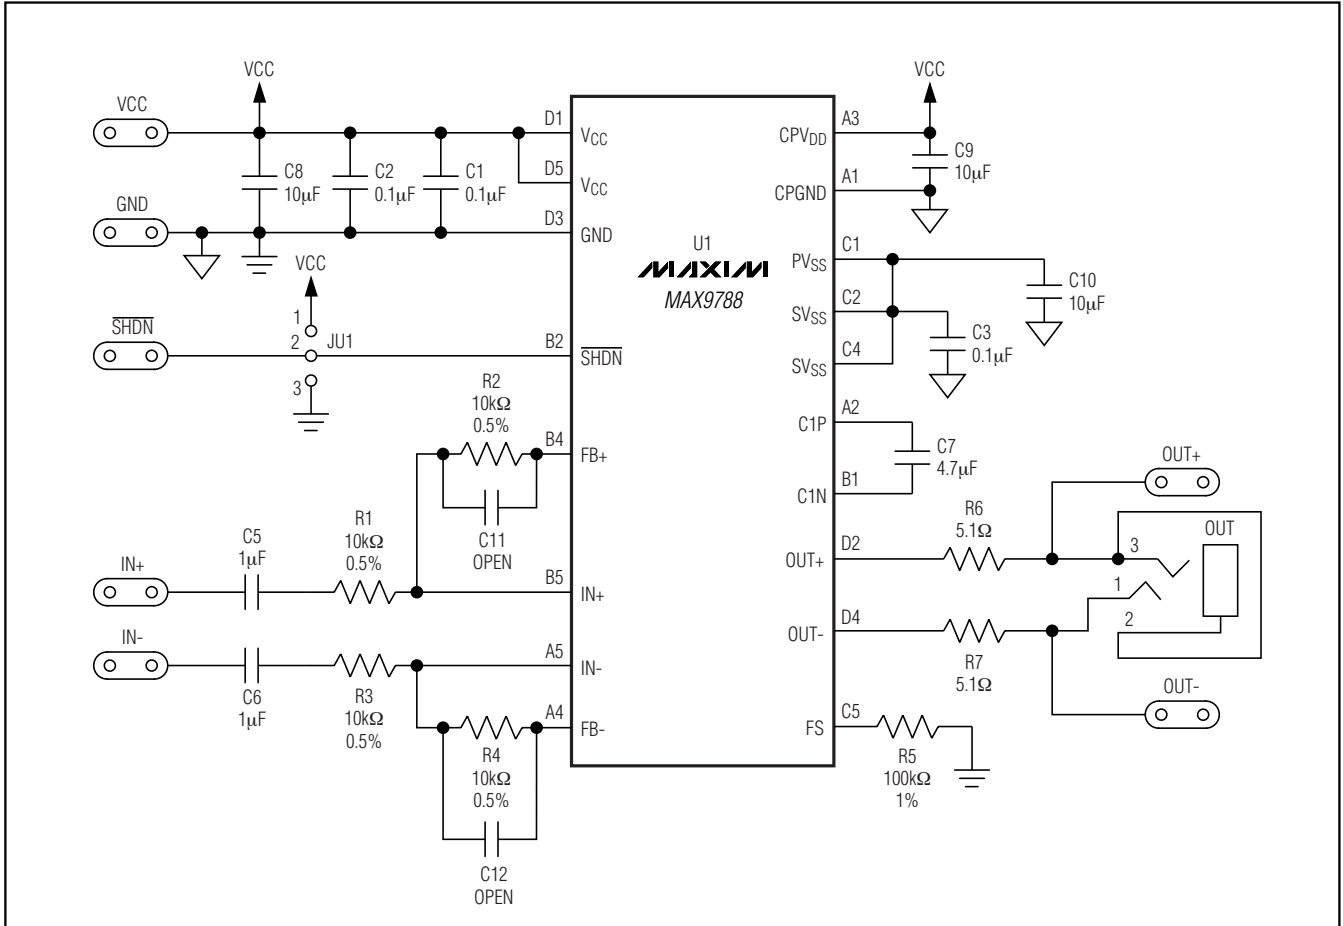 VCC
VCC
C8
10µF
C2
0.1µF
C1
0.1µF
GND
VCC
1
2
JU1
3
SHDN
R2
10kΩ
0.5%
C11
OPEN
R1
10kΩ
0.5%
C5
1µF
IN+
IN-
C6
1µF
R3
10kΩ
0.5%
R4
10kΩ
0.5%
C12
OPEN
D1
VCC
D5
VCC
D3
GND
B2
SHDN
B4
FB+
B5
IN+
A5
IN-
A4
FB-
U1
MAXIM
MAX9788
A3
CPVDD
A1
CPGND
C1
PVSS
C2
SVSS
C4
SVSS
A2
C1P
B1
C1N
D2
OUT+
D4
OUT-
C5
FS
VCC
C9
10µF
C10
10µF
C3
0.1µF
C7
4.7µF
R6
5.1Ω
R7
5.1Ω
R5
100kΩ
1%
OUT+
OUT
3
1
2
OUT-